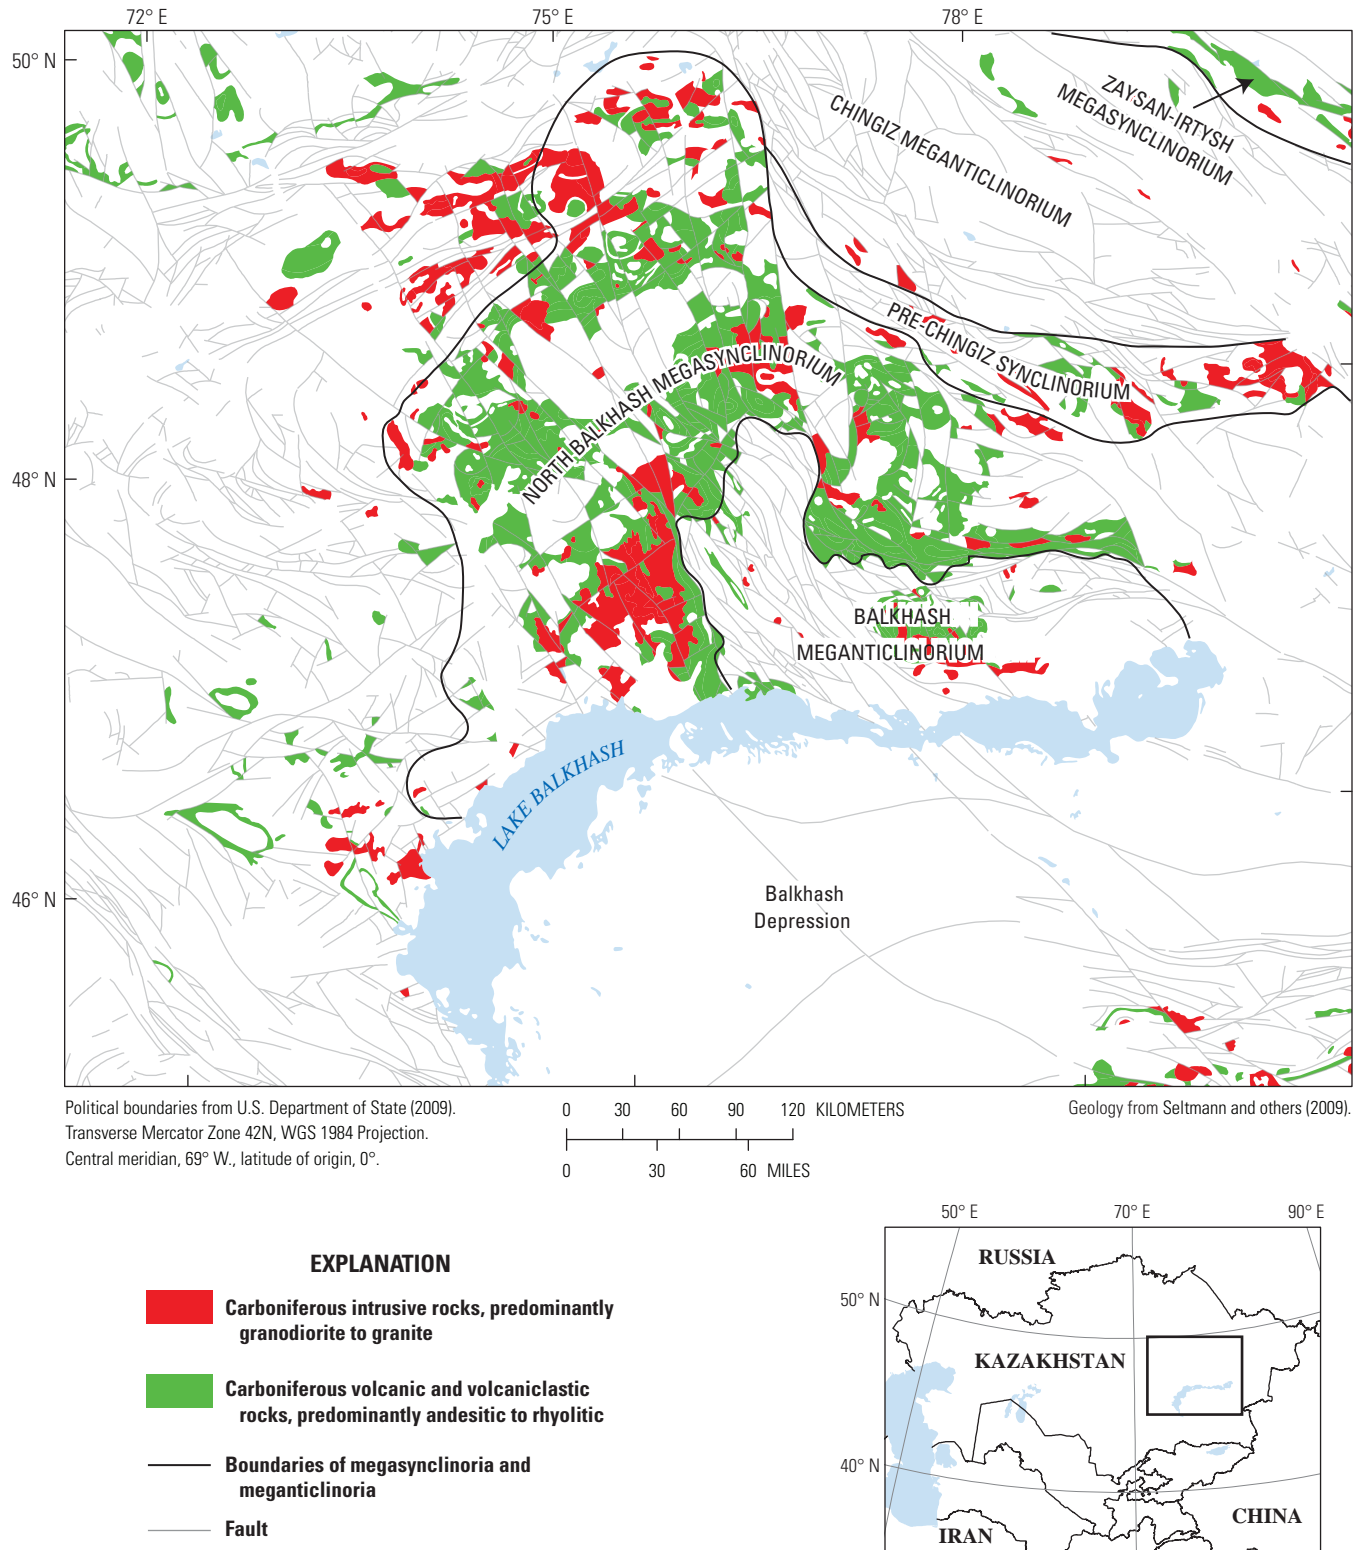 72° E
75° E
78° E
50° N
48° N
46° N
ZAYSAN-IRTYSH
MEGASYNCLINORIUM
CHINGIZ MEGANTICLINORIUM
PRE-CHINGIZ SYNCLINORIUM
NORTH BALKHASH MEGASYNCLINORIUM
BALKHASH
MEGANTICLINORIUM
LAKE BALKHASH
Balkhash
Depression
Political boundaries from U.S. Department of State (2009).
Transverse Mercator Zone 42N, WGS 1984 Projection.
Central meridian, 69° W., latitude of origin, 0°.
0 30 60 90 120 KILOMETERS
0 30 60 MILES
Geology from Seltmann and others (2009).
EXPLANATION
Carboniferous intrusive rocks, predominantly
granodiorite to granite
Carboniferous volcanic and volcaniclastic
rocks, predominantly andesitic to rhyolitic
Boundaries of megasynclinoria and
meganticlinoria
Fault
50° E
70° E
90° E
50° N
40° N
RUSSIA
KAZAKHSTAN
CHINA
IRAN